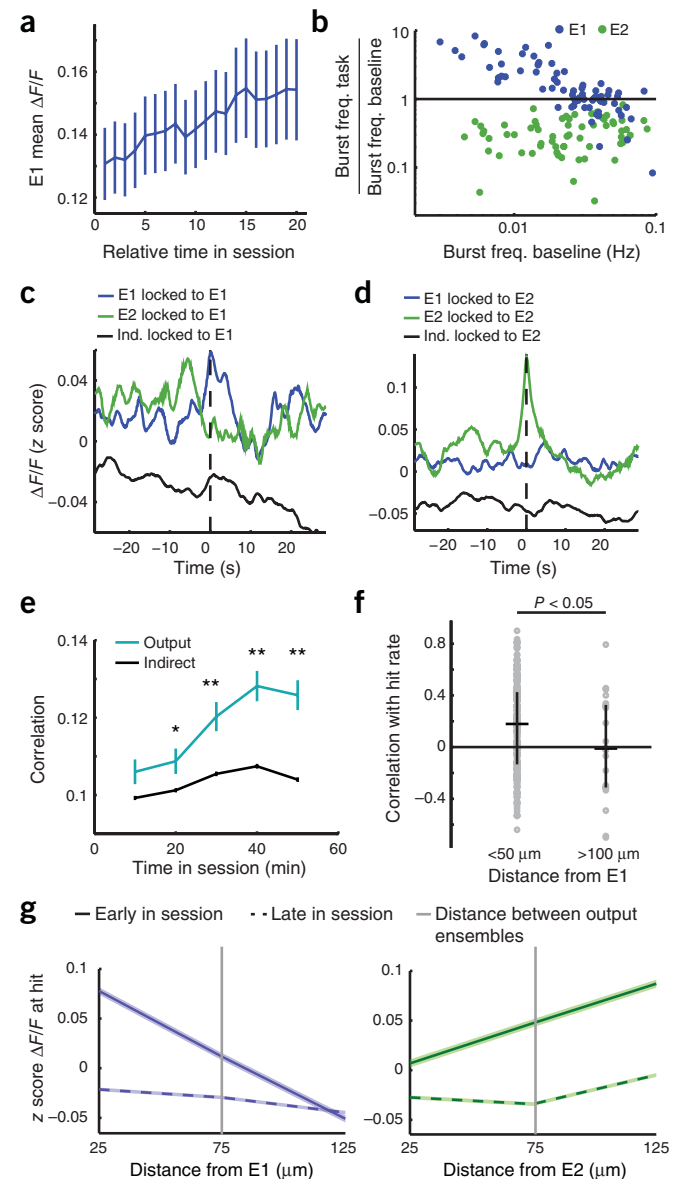 a
E1 mean ΔF/F
0.16
0.14
0.12
0
5
10
15
20
Relative time in session
b
E1
E2
Burst freq. task
Burst freq. baseline
10
1
0.1
0.01
0.1
Burst freq. baseline (Hz)
c
E1 locked to E1
E2 locked to E1
Ind. locked to E1
ΔF/F (z score)
0.04
0
−0.04
−20
−10
0
10
20
Time (s)
d
E1 locked to E2
E2 locked to E2
Ind. locked to E2
0.1
0.05
0
−0.05
−20
−10
0
10
20
Time (s)
e
Output
Indirect
Correlation
0.14
0.12
0.1
*
**
**
**
0
20
40
60
Time in session (min)
f
P < 0.05
Correlation with hit rate
0.8
0.4
0
−0.4
<50 μm
>100 μm
Distance from E1
g
Early in session
Late in session
Distance between output
ensembles
z score ΔF/F at hit
0.1
0.05
0
−0.05
25
75
125
Distance from E1 (μm)
0.1
0.05
0
−0.05
25
75
125
Distance from E2 (μm)